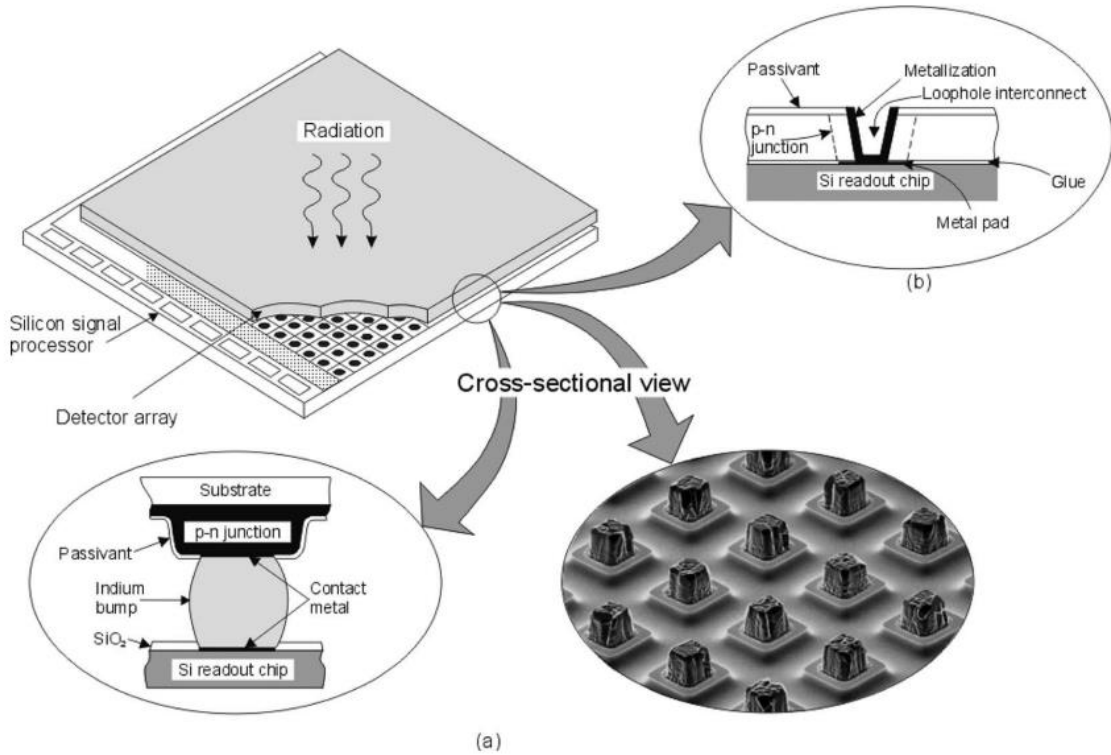 Radiation
Silicon signal
processor
Detector array
Cross-sectional view
Passivant
Metallization
Loophole interconnect
p-n
junction
Si readout chip
Glue
Metal pad
(b)
Substrate
p-n junction
Passivant
Indium
bump
Contact
metal
SiO₂
Si readout chip
(a)